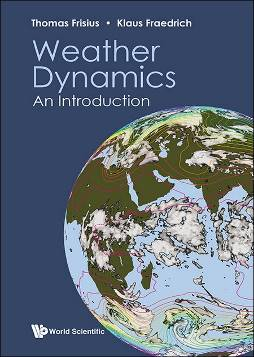 Thomas Frisius • Klaus Fraedrich
Weather
Dynamics
An Introduction
World Scientific